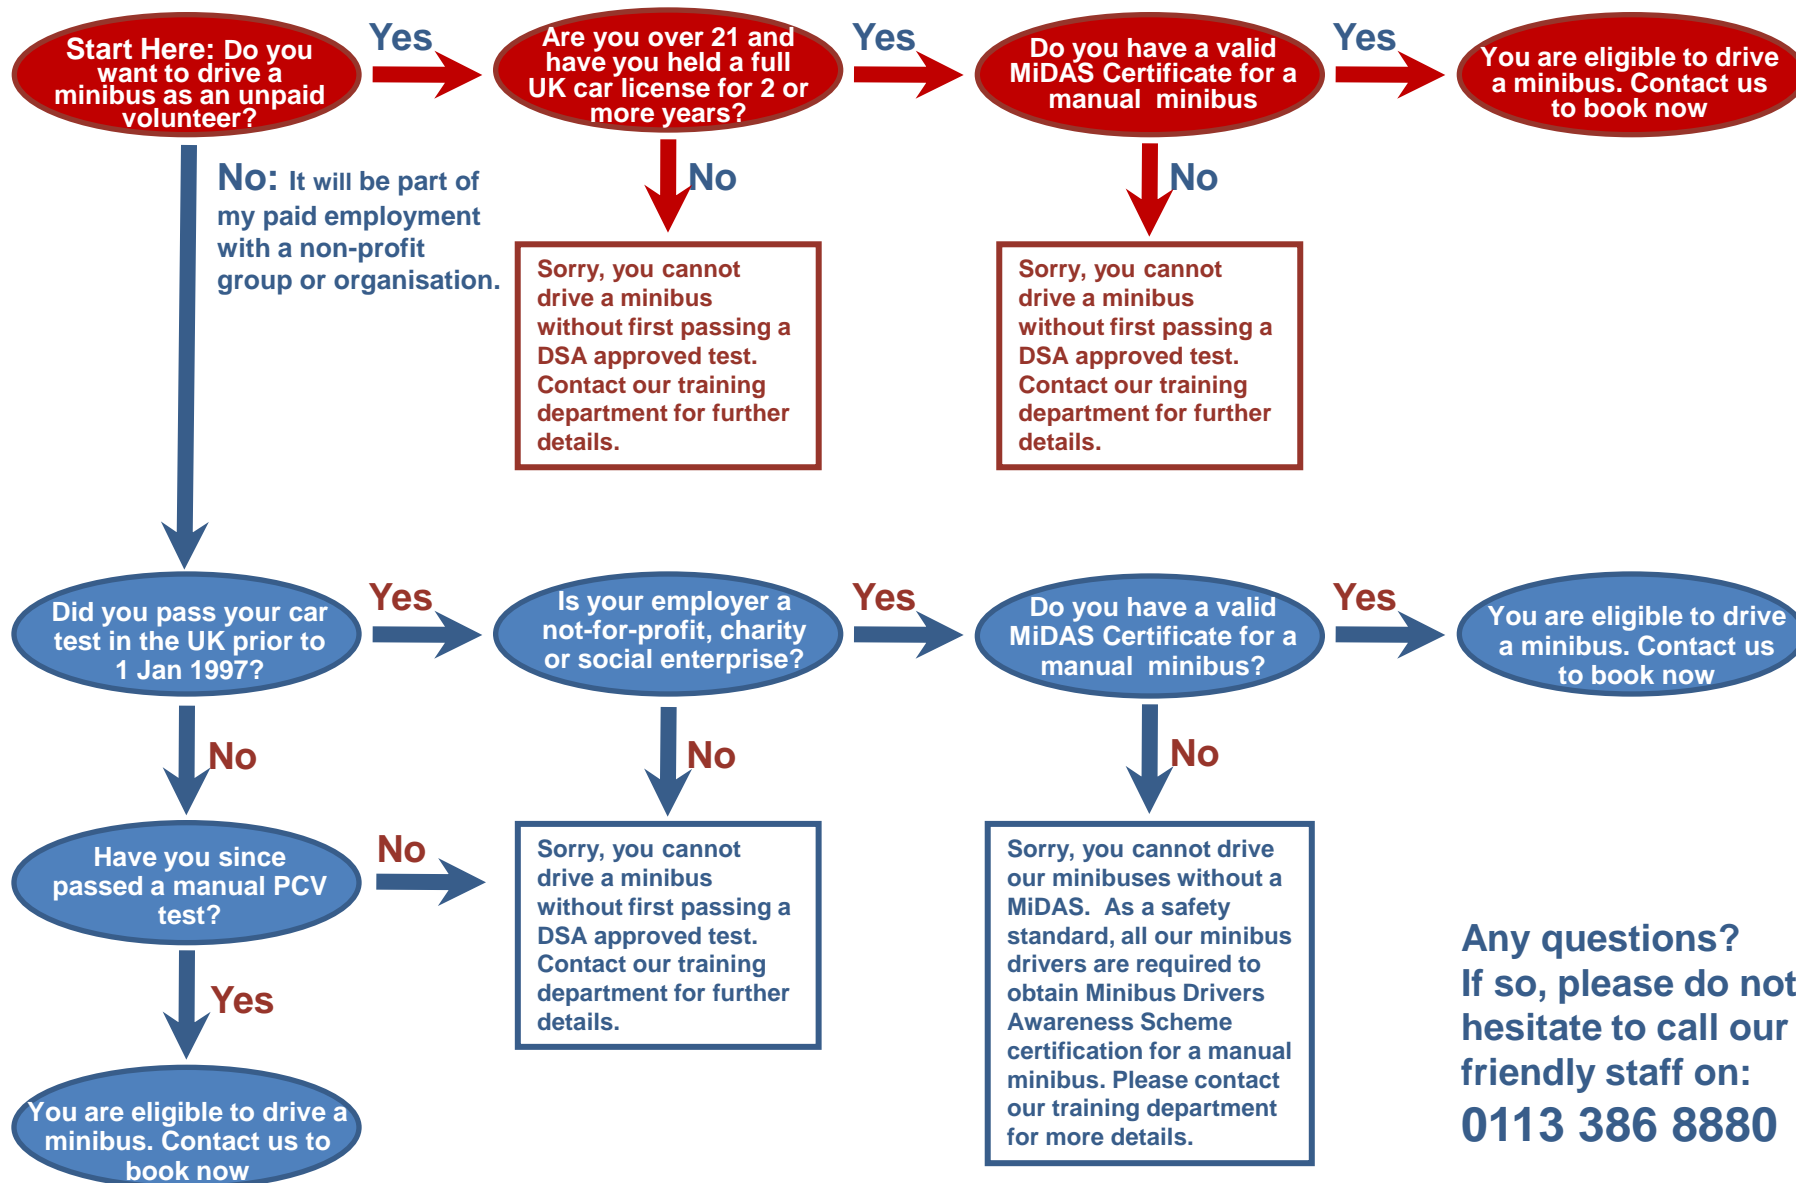 Start Here: Do you
want to drive a
minibus as an unpaid
volunteer?
Yes
Are you over 21 and
have you held a full
UK car license for 2 or
more years?
Yes
Do you have a valid
MiDAS Certificate for a
manual minibus
Yes
You are eligible to drive
a minibus. Contact us
to book now
No: It will be part of
my paid employment
with a non-profit
group or organisation.
No
Sorry, you cannot
drive a minibus
without first passing a
DSA approved test.
Contact our training
department for further
details.
No
Sorry, you cannot
drive a minibus
without first passing a
DSA approved test.
Contact our training
department for further
details.
Did you pass your car
test in the UK prior to
1 Jan 1997?
Yes
Is your employer a
not-for-profit, charity
or social enterprise?
Yes
Do you have a valid
MiDAS Certificate for a
manual minibus?
Yes
You are eligible to drive
a minibus. Contact us
to book now
No
No
No
Have you since
passed a manual PCV
test?
No
Sorry, you cannot
drive a minibus
without first passing a
DSA approved test.
Contact our training
department for further
details.
Sorry, you cannot drive
our minibuses without a
MiDAS. As a safety
standard, all our minibus
drivers are required to
obtain Minibus Drivers
Awareness Scheme
certification for a manual
minibus. Please contact
our training department
for more details.
Yes
You are eligible to drive a
minibus. Contact us to
book now
Any questions?
If so, please do not
hesitate to call our
friendly staff on:
0113 386 8880